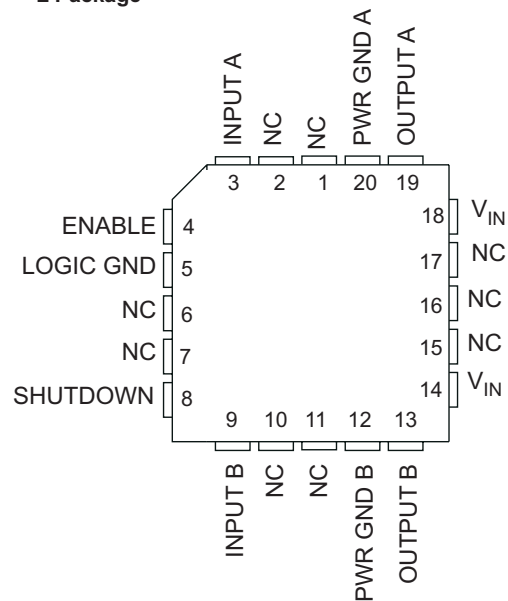 INPUT A
NC
NC
PWR GND A
OUTPUT A
3
2
1
20
19
ENABLE 4
LOGIC GND 5
NC 6
NC 7
SHUTDOWN 8
18 VIN
17 NC
16 NC
15 NC
14 VIN
9
10
11
12
13
INPUT B
NC
NC
PWR GND B
OUTPUT B